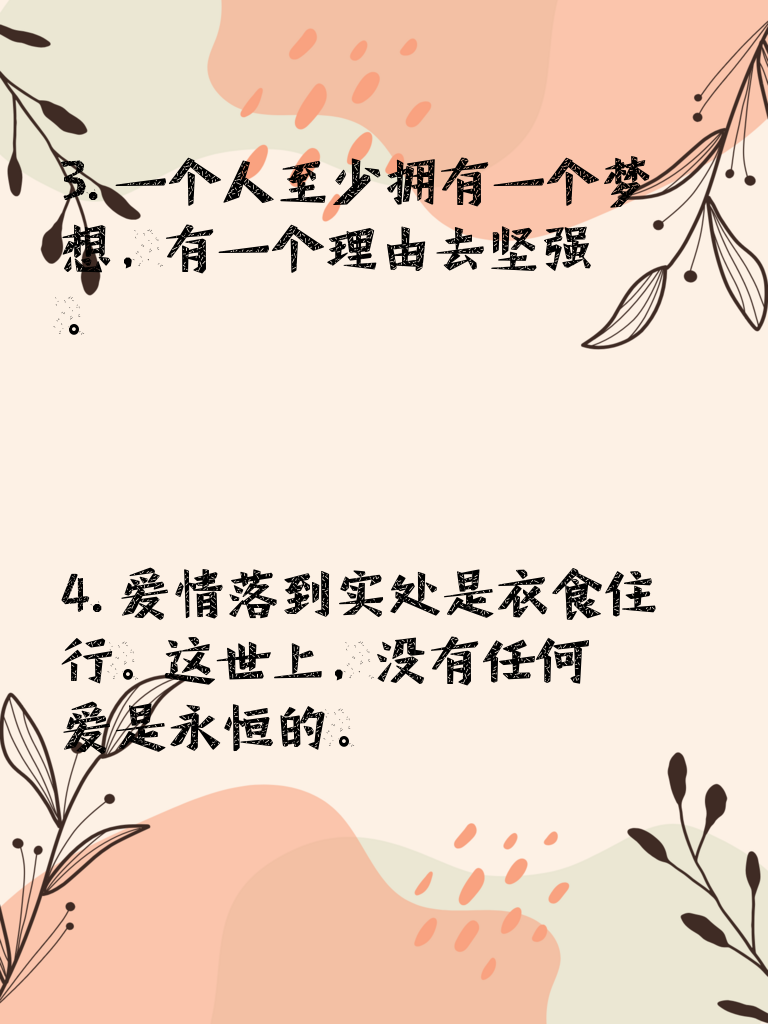 3.一个人至少拥有一个梦
想，有一个理由去坚强
。
4.爱情落到实处是衣食住
行。这世上，没有任何
爱是永恒的。